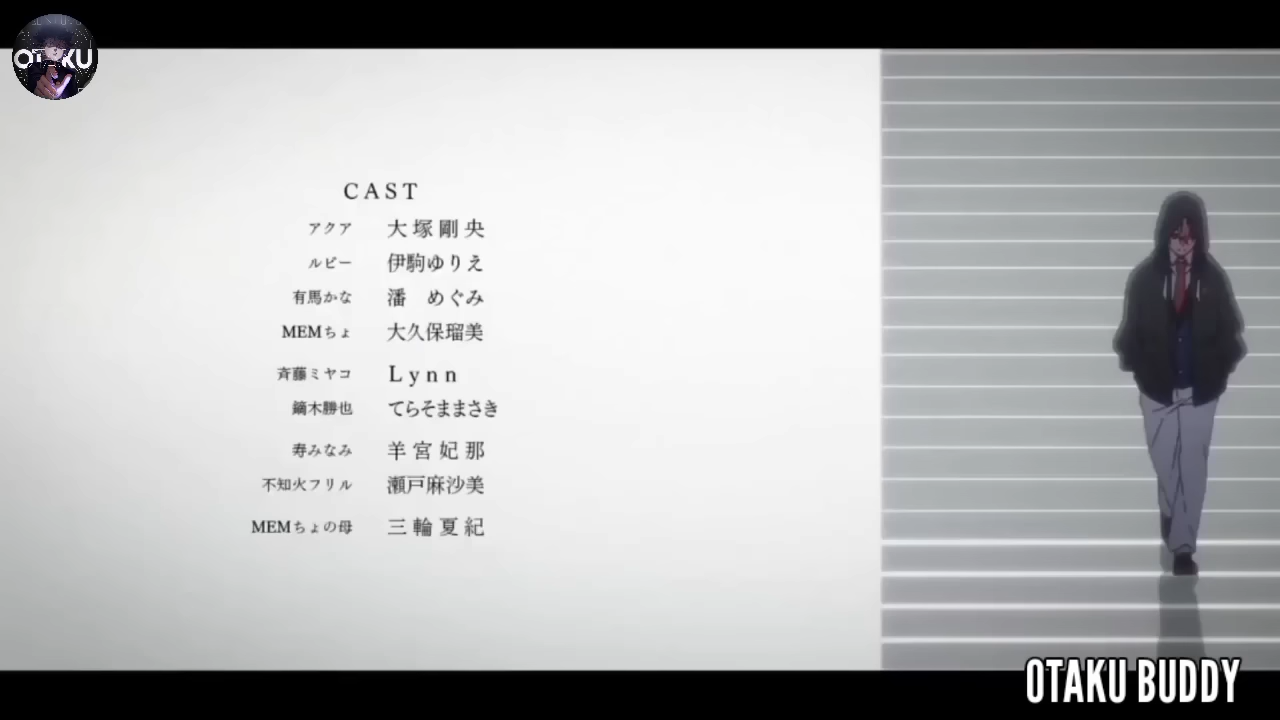 OTAKU
CAST
アクア 大塚剛央
ルビー 伊駒ゆりえ
有馬かな 潘 めぐみ
MEMちょ 大久保瑠美
斉藤ミヤコ Lynn
鏑木勝也 てらそままさき
寿みなみ 羊宮妃那
不知火フリル 瀬戸麻沙美
MEMちょの母 三輪夏紀
OTAKU BUDDY